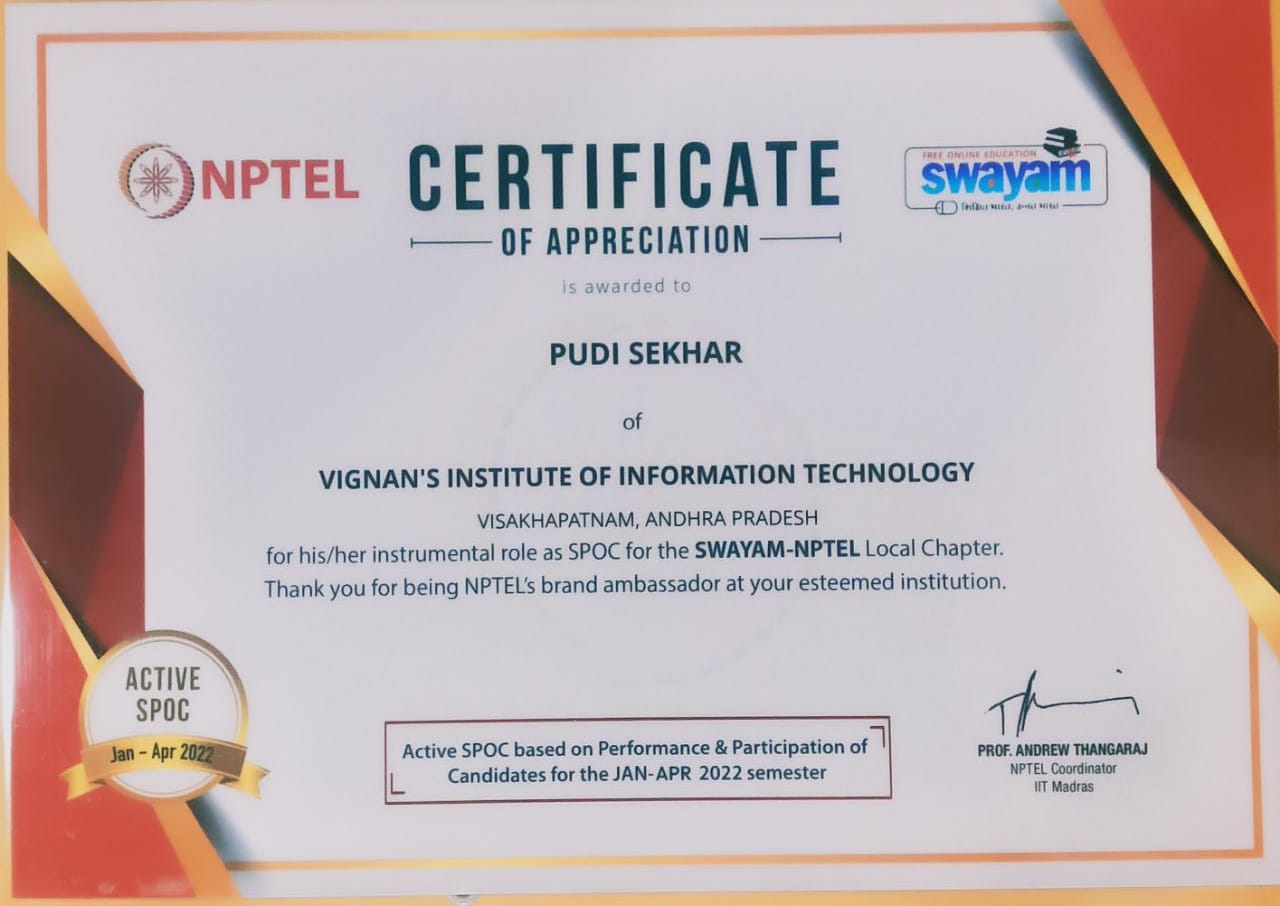 NPTEL
CERTIFICATE
OF APPRECIATION
FREE ONLINE EDUCATION
swayam
is awarded to
PUDI SEKHAR
of
VIGNAN'S INSTITUTE OF INFORMATION TECHNOLOGY
VISAKHAPATNAM, ANDHRA PRADESH
for his/her instrumental role as SPOC for the SWAYAM-NPTEL Local Chapter.
Thank you for being NPTEL's brand ambassador at your esteemed institution.
ACTIVE
SPOC
Jan - Apr 2022
Active SPOC based on Performance & Participation of
Candidates for the JAN-APR 2022 semester
PROF. ANDREW THANGARAJ
NPTEL Coordinator
IIT Madras